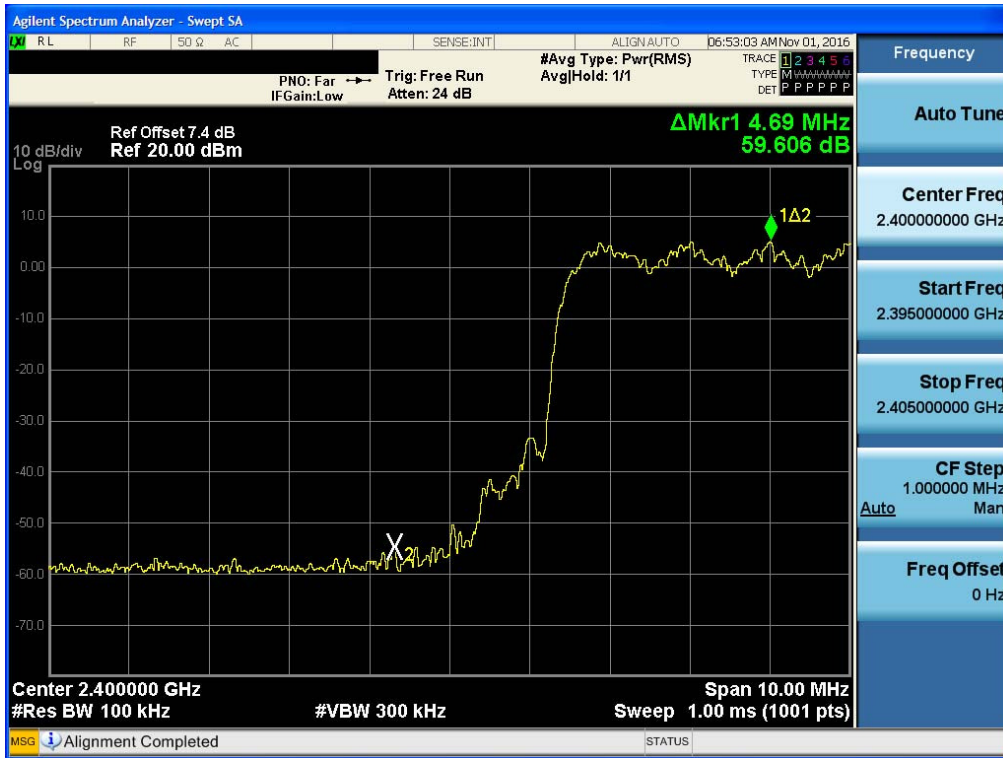 Agilent Spectrum Analyzer - Swept SA
LXI RL RF 50 Ω AC SENSE:INT ALIGN AUTO 06:53:03 AM Nov 01, 2016
PNO: Far
IFGain:Low
Trig: Free Run
Atten: 24 dB
#Avg Type: Pwr(RMS)
Avg|Hold: 1/1
TRACE 1 2 3 4 5 6
TYPE M WWWWW
DET P P P P P P
Ref Offset 7.4 dB
10 dB/div Ref 20.00 dBm
Log
ΔMkr1 4.69 MHz
59.606 dB
10.0
0.00
-10.0
-20.0
-30.0
-40.0
-50.0
-60.0
-70.0
1Δ2
X2
Center 2.400000 GHz Span 10.00 MHz
#Res BW 100 kHz #VBW 300 kHz Sweep 1.00 ms (1001 pts)
MSG Alignment Completed STATUS
Frequency
Auto Tune
Center Freq
2.400000000 GHz
Start Freq
2.395000000 GHz
Stop Freq
2.405000000 GHz
CF Step
1.000000 MHz
Auto Man
Freq Offset
0 Hz